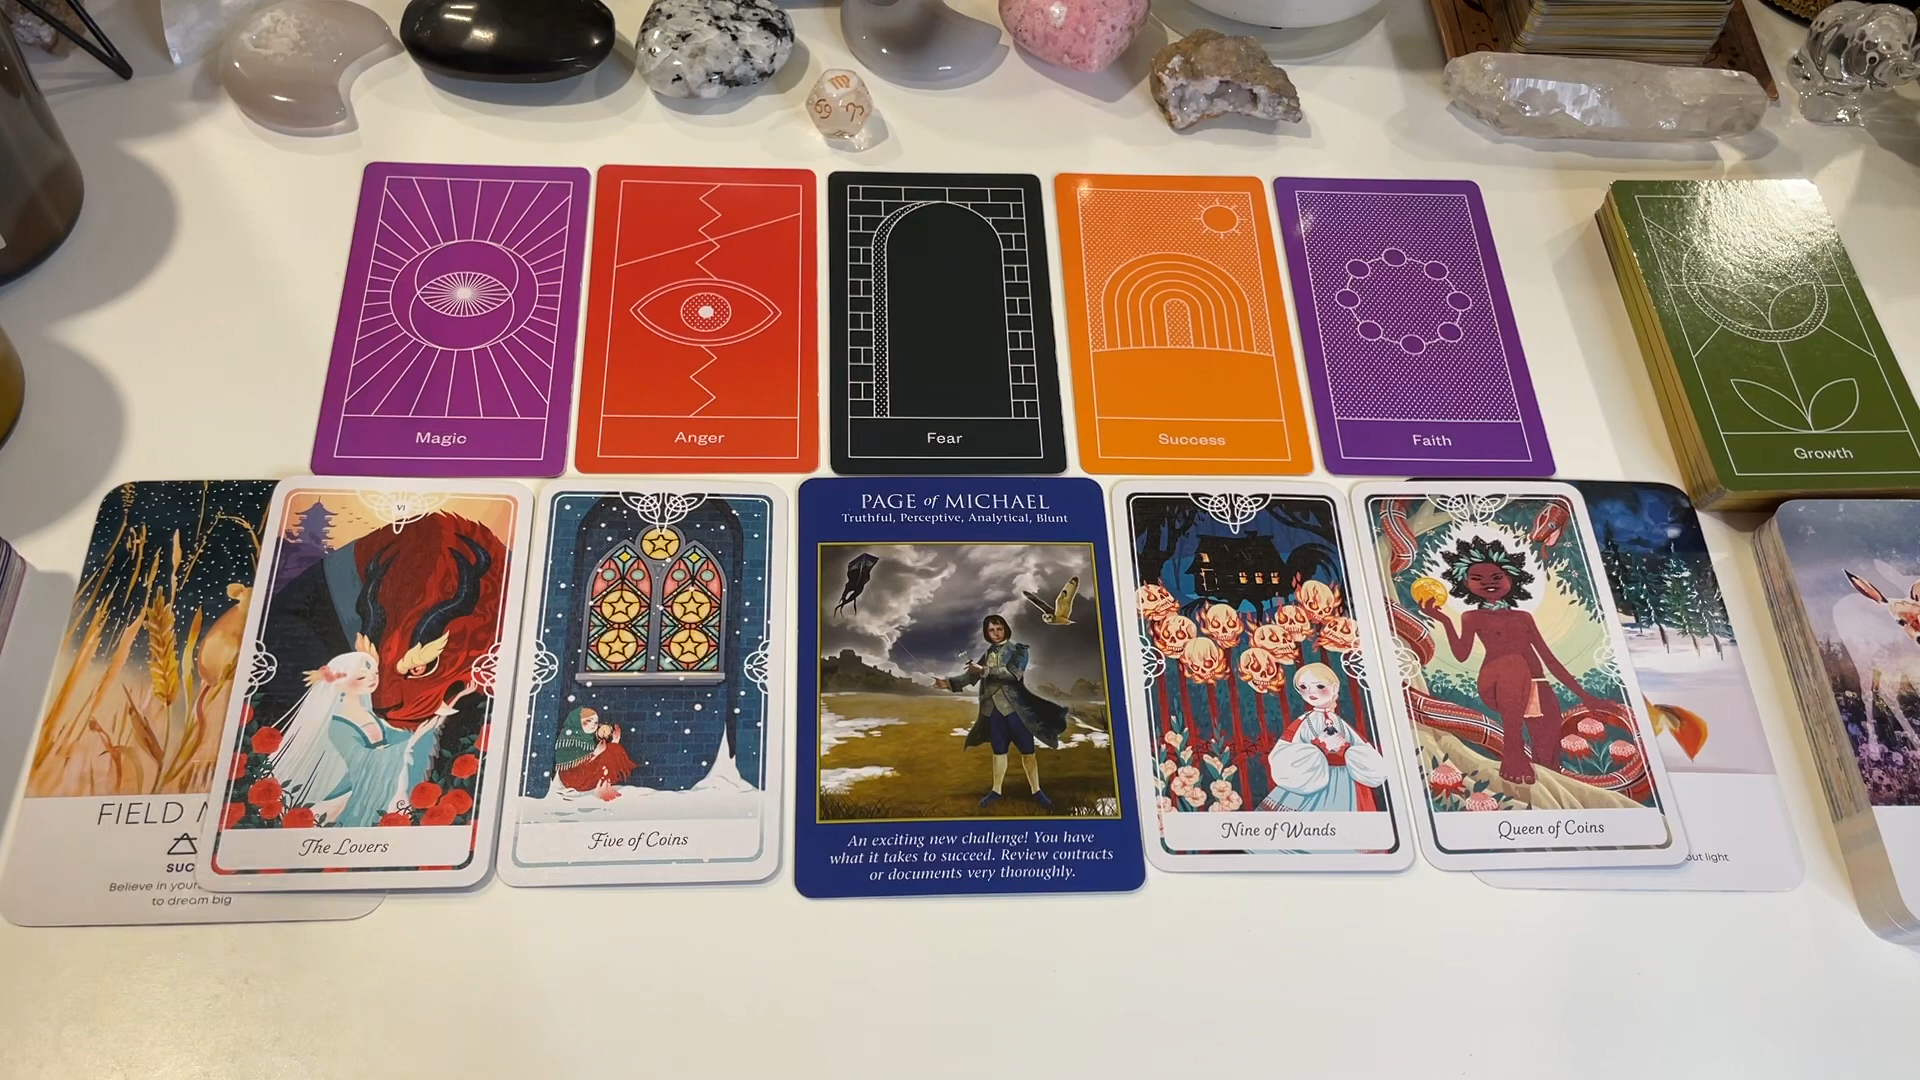 Magic
Anger
Fear
Success
Faith
Growth
FIELD
SUC
Believe in your
to dream big
VI
The Lovers
Five of Coins
PAGE of MICHAEL
Truthful, Perceptive, Analytical, Blunt
An exciting new challenge! You have
what it takes to succeed. Review contracts
or documents very thoroughly.
Nine of Wands
Queen of Coins
out light